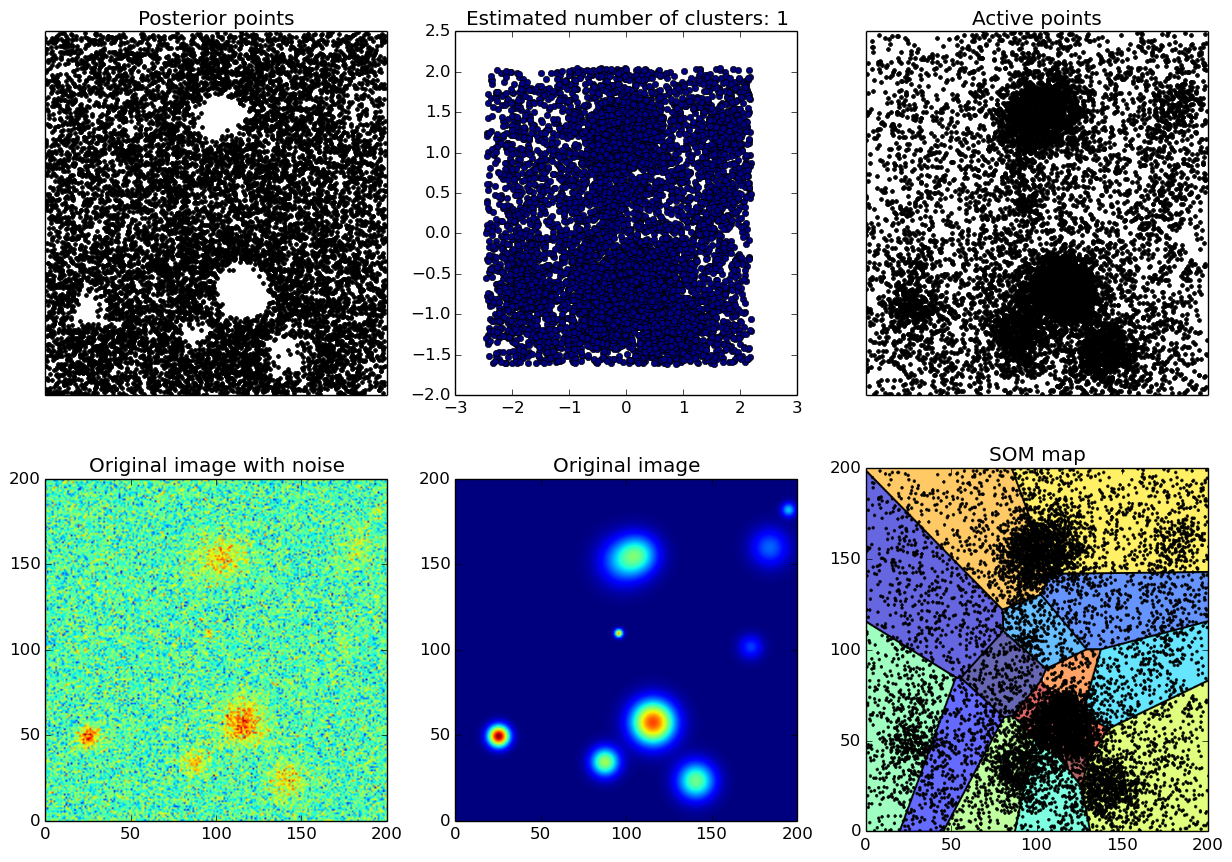 Posterior points
Estimated number of clusters: 1
Active points
2.5
2.0
1.5
1.0
0.5
0.0
−0.5
−1.0
−1.5
−2.0
−3 −2 −1 0 1 2 3
Original image with noise
Original image
SOM map
200
150
100
50
0
0 50 100 150 200
200
150
100
50
0
0 50 100 150 200
200
150
100
50
0
0 50 100 150 200